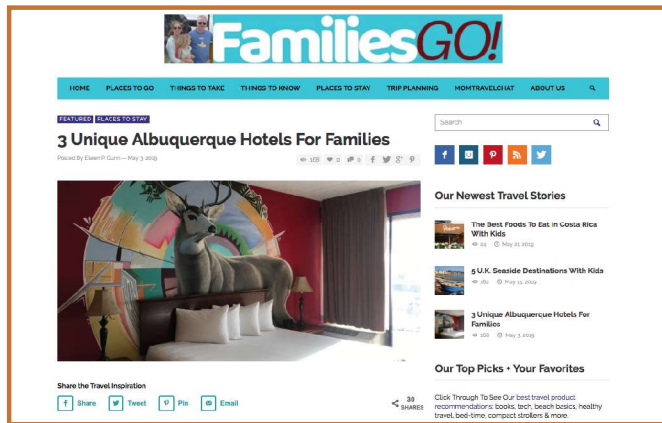 FamiliesGO!
HOME PLACES TO GO THINGS TO TAKE THINGS TO KNOW PLACES TO STAY TRIP PLANNING MOMTRAVELCHAT ABOUT US
FEATURED PLACES TO STAY
3 Unique Albuquerque Hotels For Families
Posted By Eileen P. Gunn — May 3, 2019
168 0 0
Share the Travel Inspiration
Share Tweet Pin Email
30
SHARES
Search
Our Newest Travel Stories
The Best Foods To Eat In Costa Rica
With Kids
24 May 21, 2019
5 U.K. Seaside Destinations With Kids
May 13, 2019
3 Unique Albuquerque Hotels For
Families
168 May 3, 2019
Our Top Picks + Your Favorites
Click Through To See Our best travel product
recommendations: books, tech, beach basics, healthy
travel, bed-time, compact strollers & more.